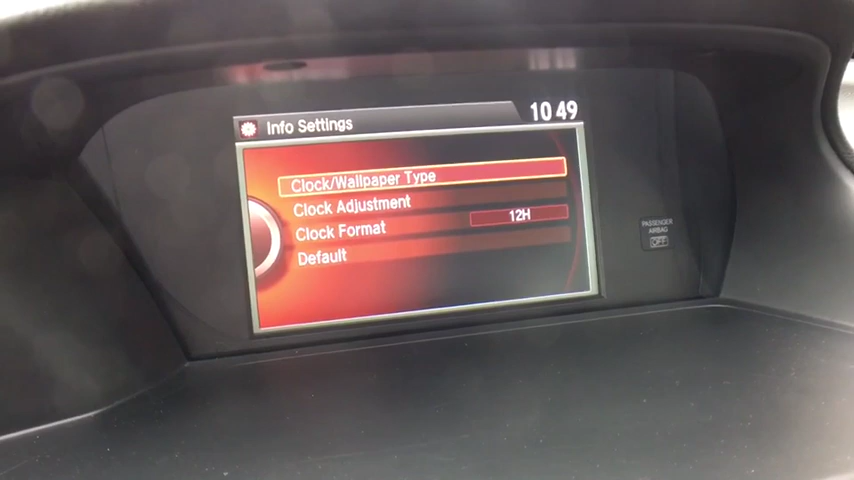 Info Settings
10 49
Clock/Wallpaper Type
Clock Adjustment
Clock Format
12H
Default
PASSENGER
AIRBAG
OFF